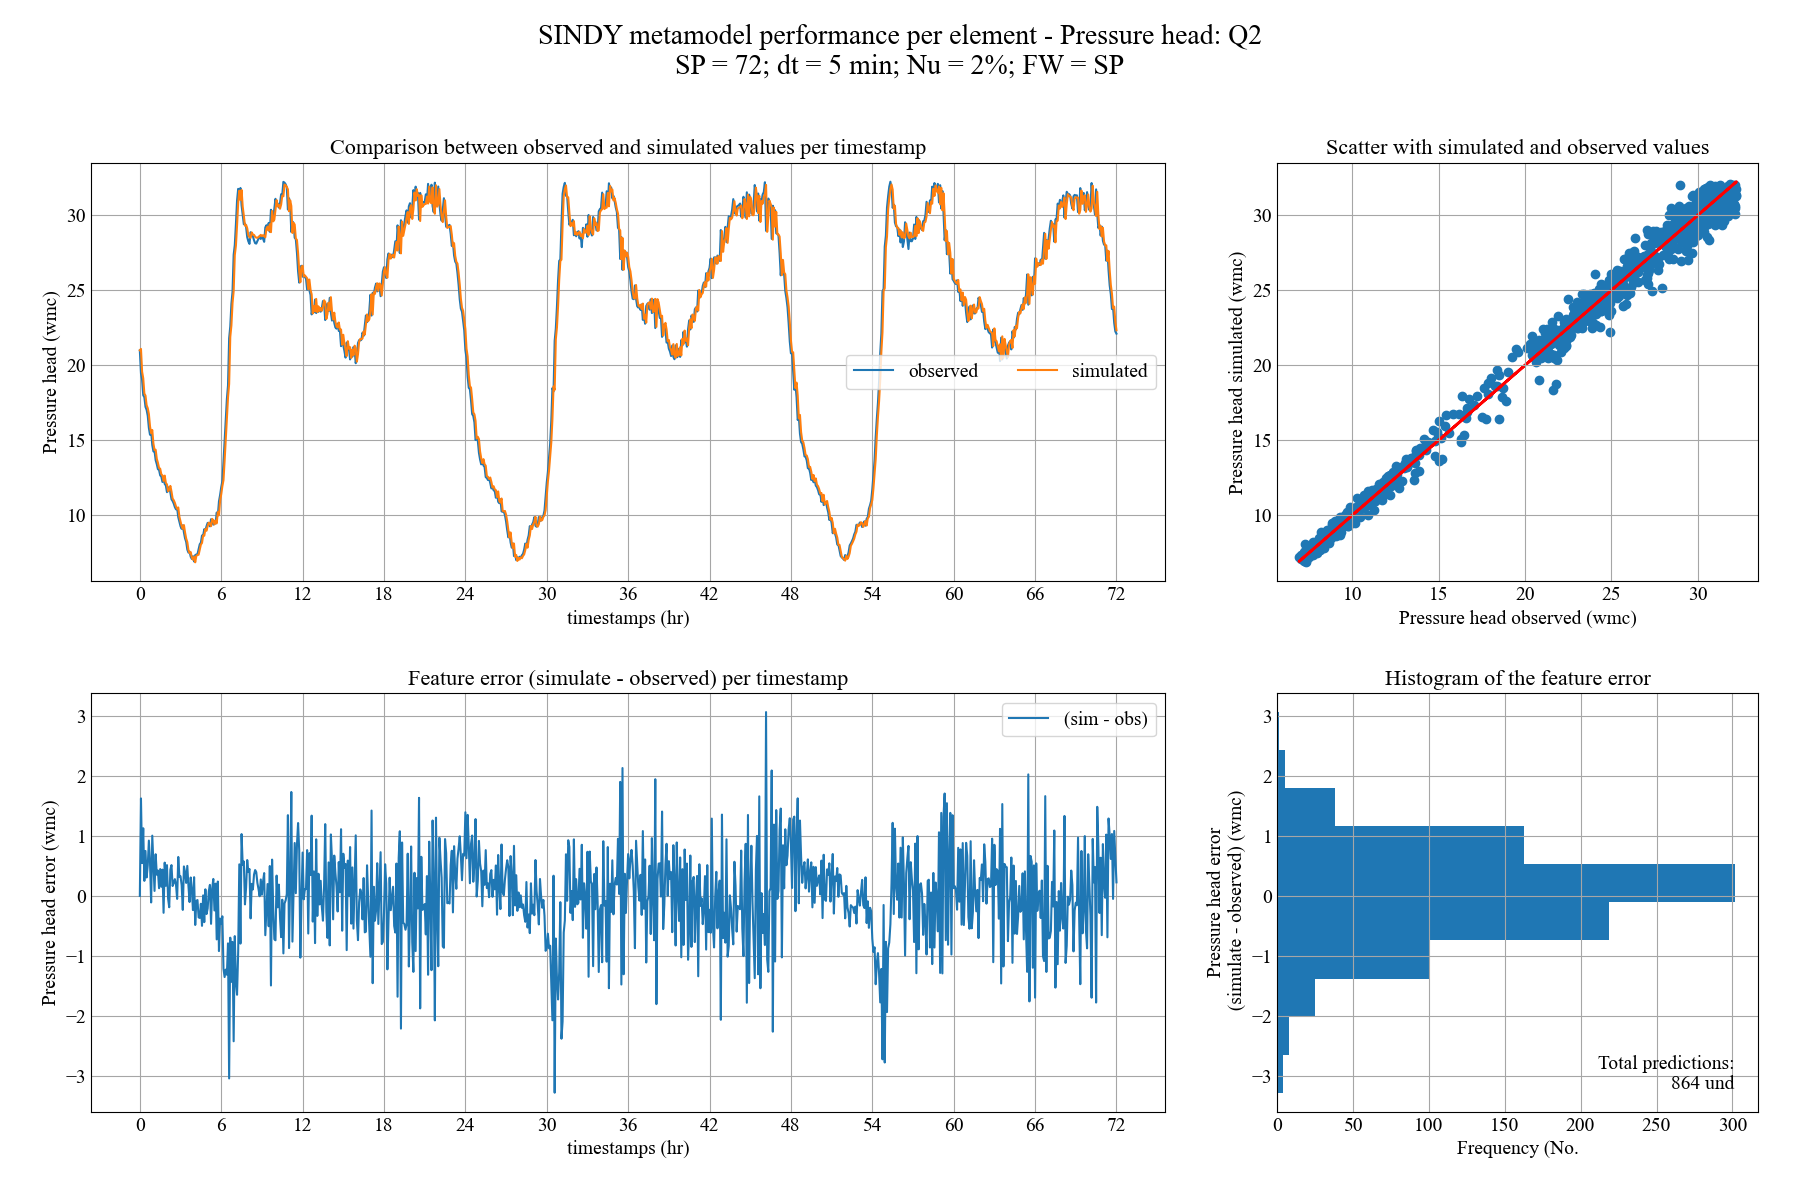 SINDY metamodel performance per element - Pressure head: Q2
SP = 72; dt = 5 min; Nu = 2%; FW = SP
Comparison between observed and simulated values per timestamp
Pressure head (wmc)
30
25
20
15
10
observed
simulated
0 6 12 18 24 30 36 42 48 54 60 66 72
timestamps (hr)
Scatter with simulated and observed values
Pressure head simulated (wmc)
30
25
20
15
10
10 15 20 25 30
Pressure head observed (wmc)
Feature error (simulate - observed) per timestamp
Pressure head error (wmc)
3
2
1
0
−1
−2
−3
(sim - obs)
0 6 12 18 24 30 36 42 48 54 60 66 72
timestamps (hr)
Histogram of the feature error
Pressure head error
(simulate - observed) (wmc)
3
2
1
0
−1
−2
−3
Total predictions:
864 und
0 50 100 150 200 250 300
Frequency (No.